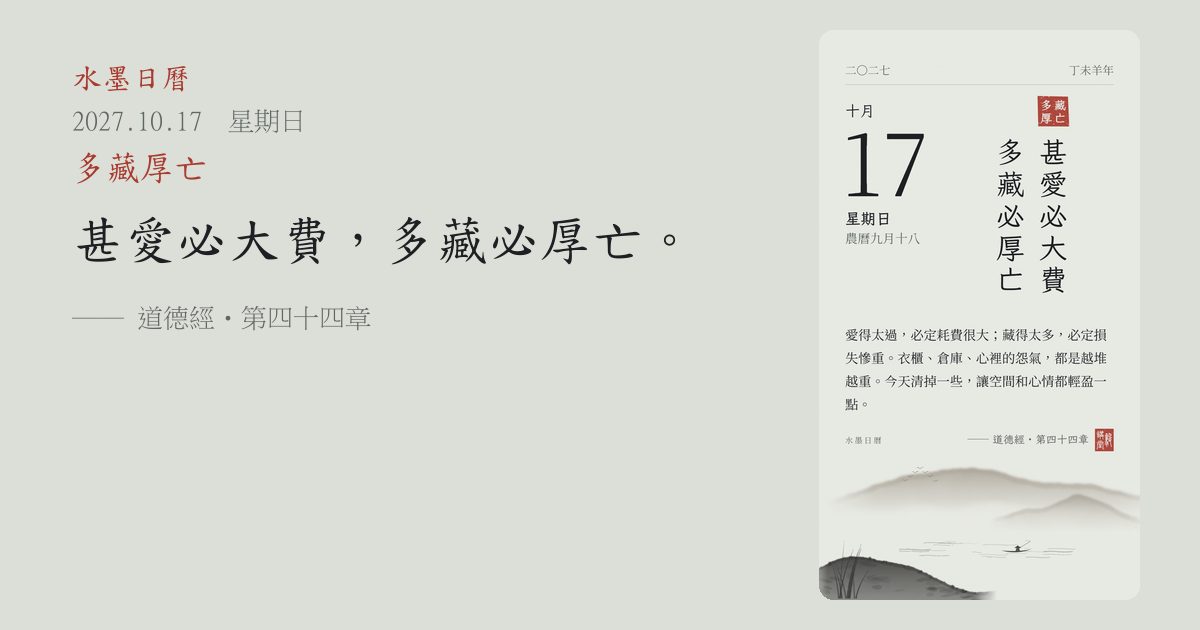 水墨日曆
2027.10.17 星期日
多藏厚亡
甚愛必大費，多藏必厚亡。
—— 道德經・第四十四章
二〇二七
丁未羊年
十月
17
星期日
農曆九月十八
多藏厚亡
甚愛必大費
多藏必厚亡
愛得太過，必定耗費很大；藏得太多，必定損
失慘重。衣櫃、倉庫、心裡的怨氣，都是越堆
越重。今天清掉一些，讓空間和心情都輕盈一
點。
水墨日曆
—— 道德經・第四十四章